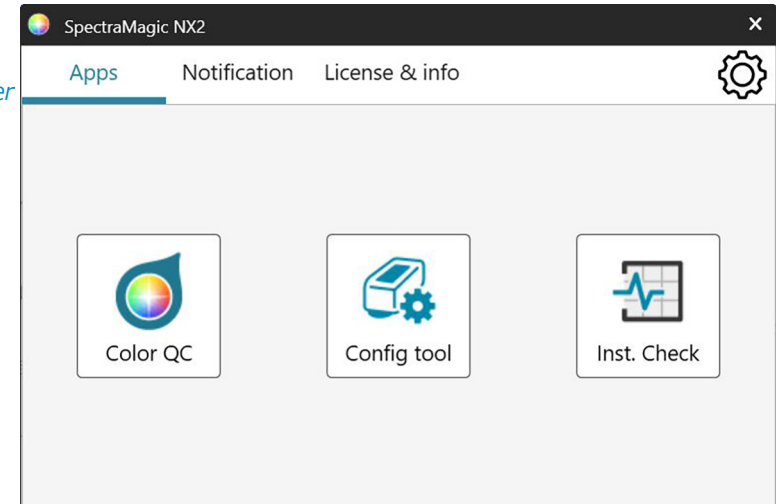 SpectraMagic NX2
Apps Notification License & info
Color QC Config tool Inst. Check